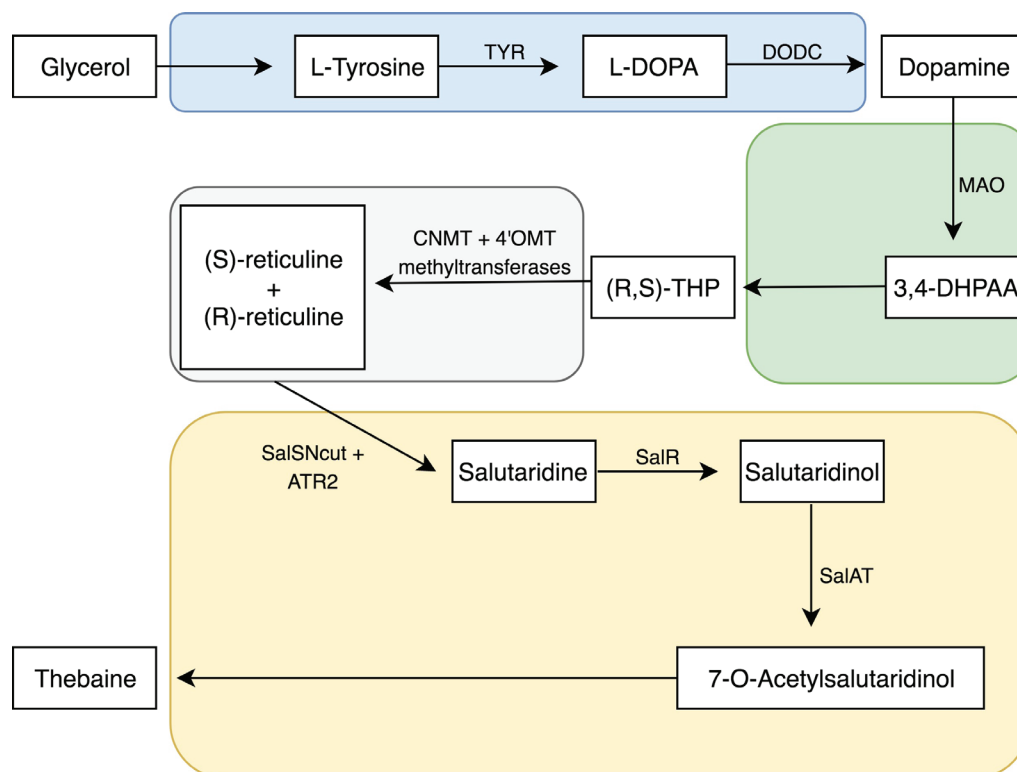 Glycerol
L-Tyrosine
TYR
L-DOPA
DODC
Dopamine
MAO
3,4-DHPAA
(R,S)-THP
CNMT + 4'OMT
methyltransferases
(S)-reticuline
+
(R)-reticuline
SalSNcut +
ATR2
Salutaridine
SalR
Salutaridinol
SalAT
7-O-Acetylsalutaridinol
Thebaine